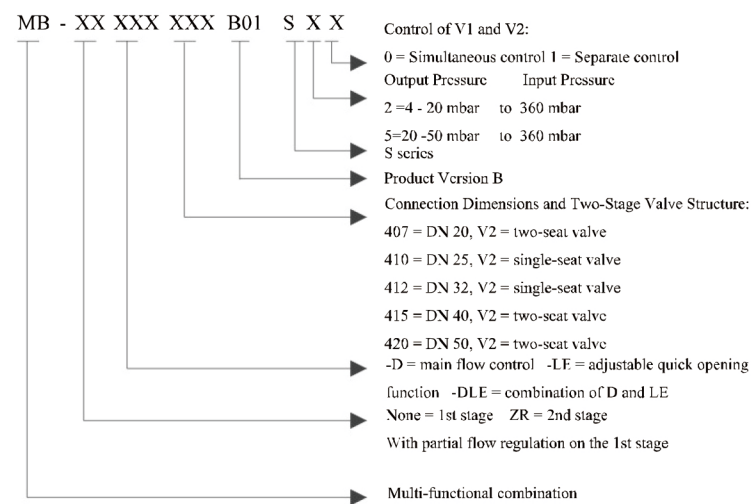 MB - XX XXX XXX B01 S X X
Control of V1 and V2:
0 = Simultaneous control 1 = Separate control
Output Pressure Input Pressure
2 =4 - 20 mbar to 360 mbar
5=20 -50 mbar to 360 mbar
S series
Product Version B
Connection Dimensions and Two-Stage Valve Structure:
407 = DN 20, V2 = two-seat valve
410 = DN 25, V2 = single-seat valve
412 = DN 32, V2 = single-seat valve
415 = DN 40, V2 = two-seat valve
420 = DN 50, V2 = two-seat valve
-D = main flow control -LE = adjustable quick opening
function -DLE = combination of D and LE
None = 1st stage ZR = 2nd stage
With partial flow regulation on the 1st stage
Multi-functional combination